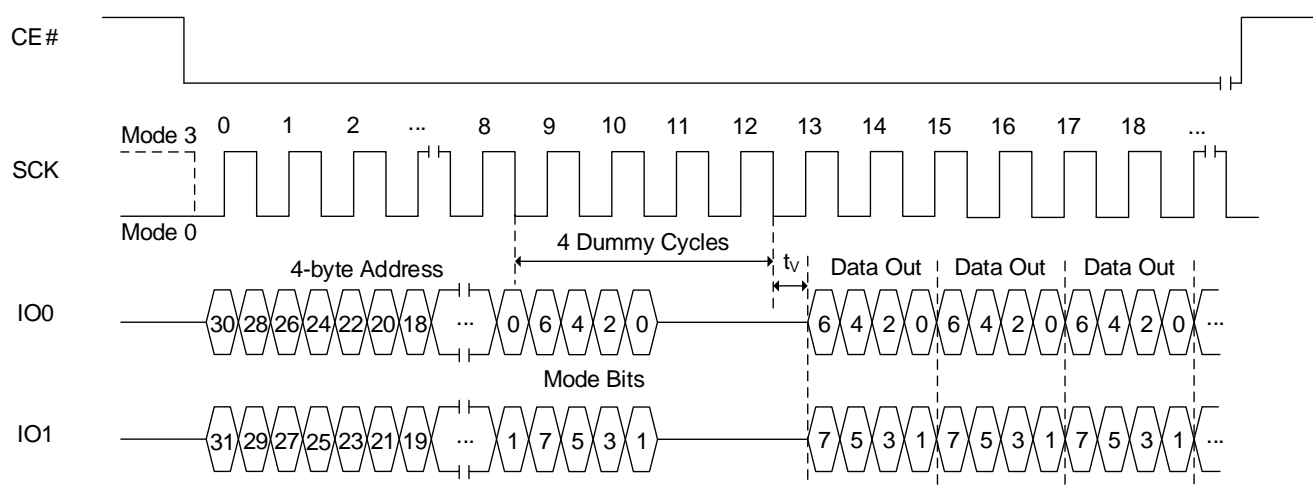 CE#
Mode 3 0 1 2 ... 8 9 10 11 12 13 14 15 16 17 18 ...
SCK
Mode 0
4 Dummy Cycles
4-byte Address tV Data Out Data Out Data Out
IO0 30 28 26 24 22 20 18 ... 0 6 4 2 0 6 4 2 0 6 4 2 0 6 4 2 0 ...
Mode Bits
IO1 31 29 27 25 23 21 19 ... 1 7 5 3 1 7 5 3 1 7 5 3 1 7 5 3 1 ...